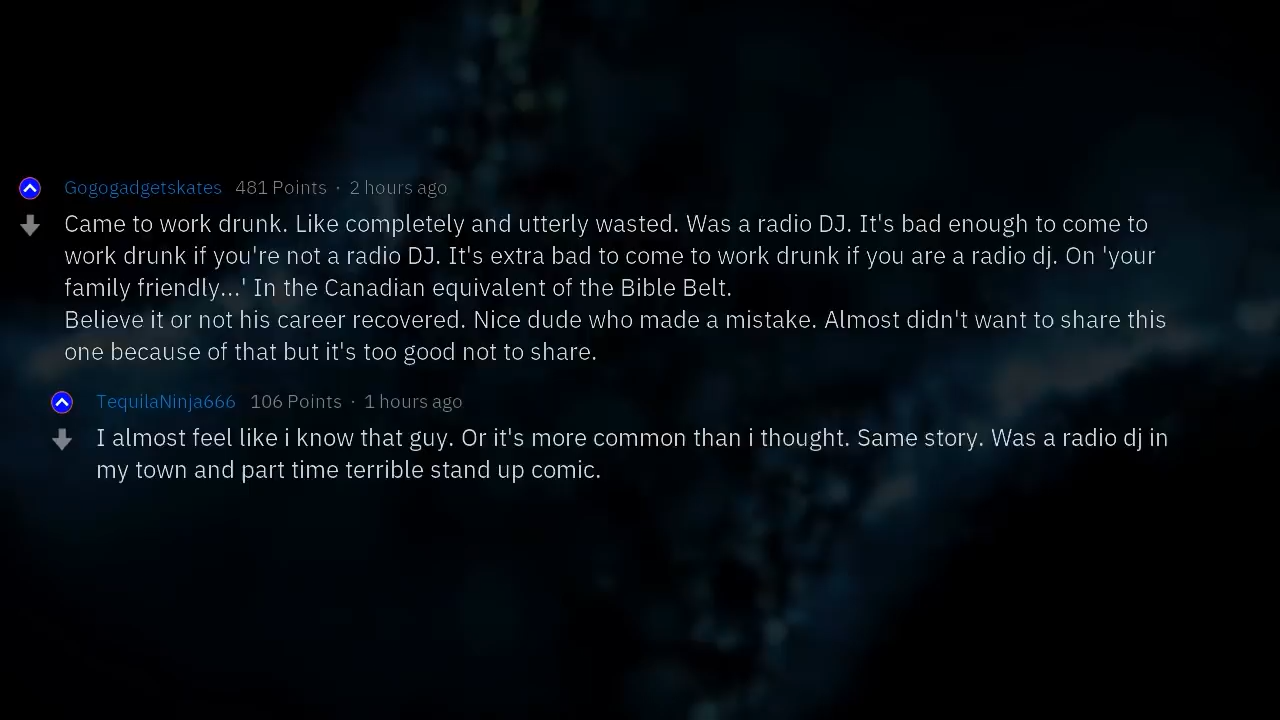 Gogogadgetskates 481 Points · 2 hours ago
Came to work drunk. Like completely and utterly wasted. Was a radio DJ. It's bad enough to come to
work drunk if you're not a radio DJ. It's extra bad to come to work drunk if you are a radio dj. On 'your
family friendly...' In the Canadian equivalent of the Bible Belt.
Believe it or not his career recovered. Nice dude who made a mistake. Almost didn't want to share this
one because of that but it's too good not to share.
TequilaNinja666 106 Points · 1 hours ago
I almost feel like i know that guy. Or it's more common than i thought. Same story. Was a radio dj in
my town and part time terrible stand up comic.